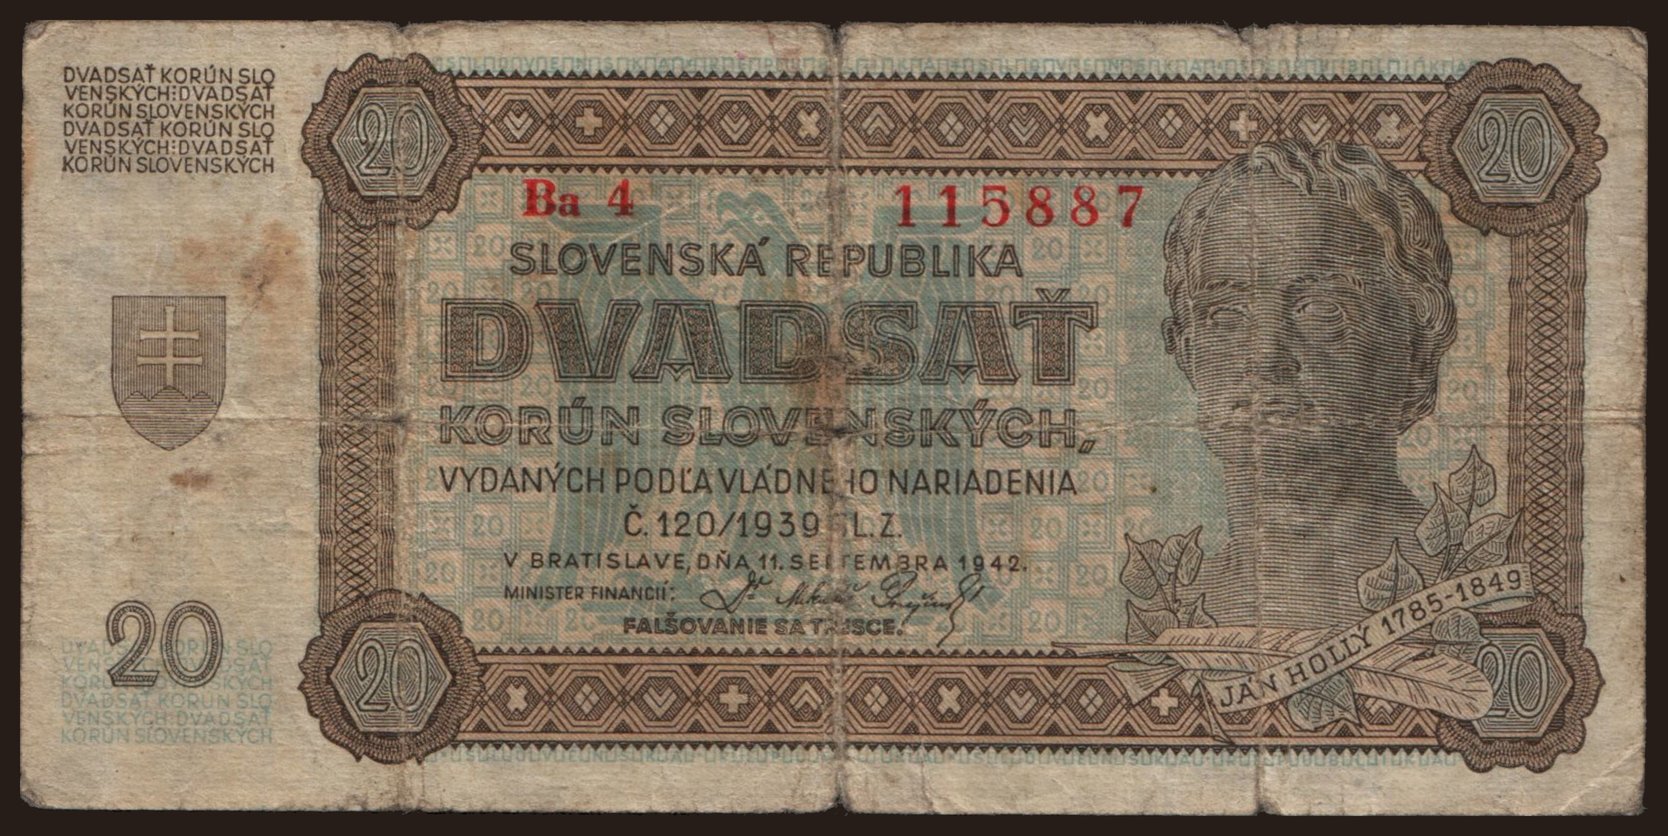 DVADSAŤ KORÚN SLO
VENSKÝCH:DVADSAŤ
KORÚN SLOVENSKÝCH
DVADSAŤ KORÚN SLO
VENSKÝCH:DVADSAŤ
KORÚN SLOVENSKÝCH
20
20
Ba 4 115887
SLOVENSKÁ REPUBLIKA
DVADSAŤ
KORÚN SLOVENSKÝCH,
VYDANÝCH PODĽA VLÁDNEHO NARIADENIA
Č. 120/1939 SL. Z.
V BRATISLAVE, DŇA 11. SEPTEMBRA 1942.
MINISTER FINANCIÍ:
FALŠOVANIE SA TRESCE.
JÁN HOLLÝ 1785-1849
20
DVADSAŤ KORÚN SLO
VENSKÝCH:DVADSAŤ
KORÚN SLOVENSKÝCH
DVADSAŤ KORÚN SLO
VENSKÝCH:DVADSAŤ
KORÚN SLOVENSKÝCH
20
20